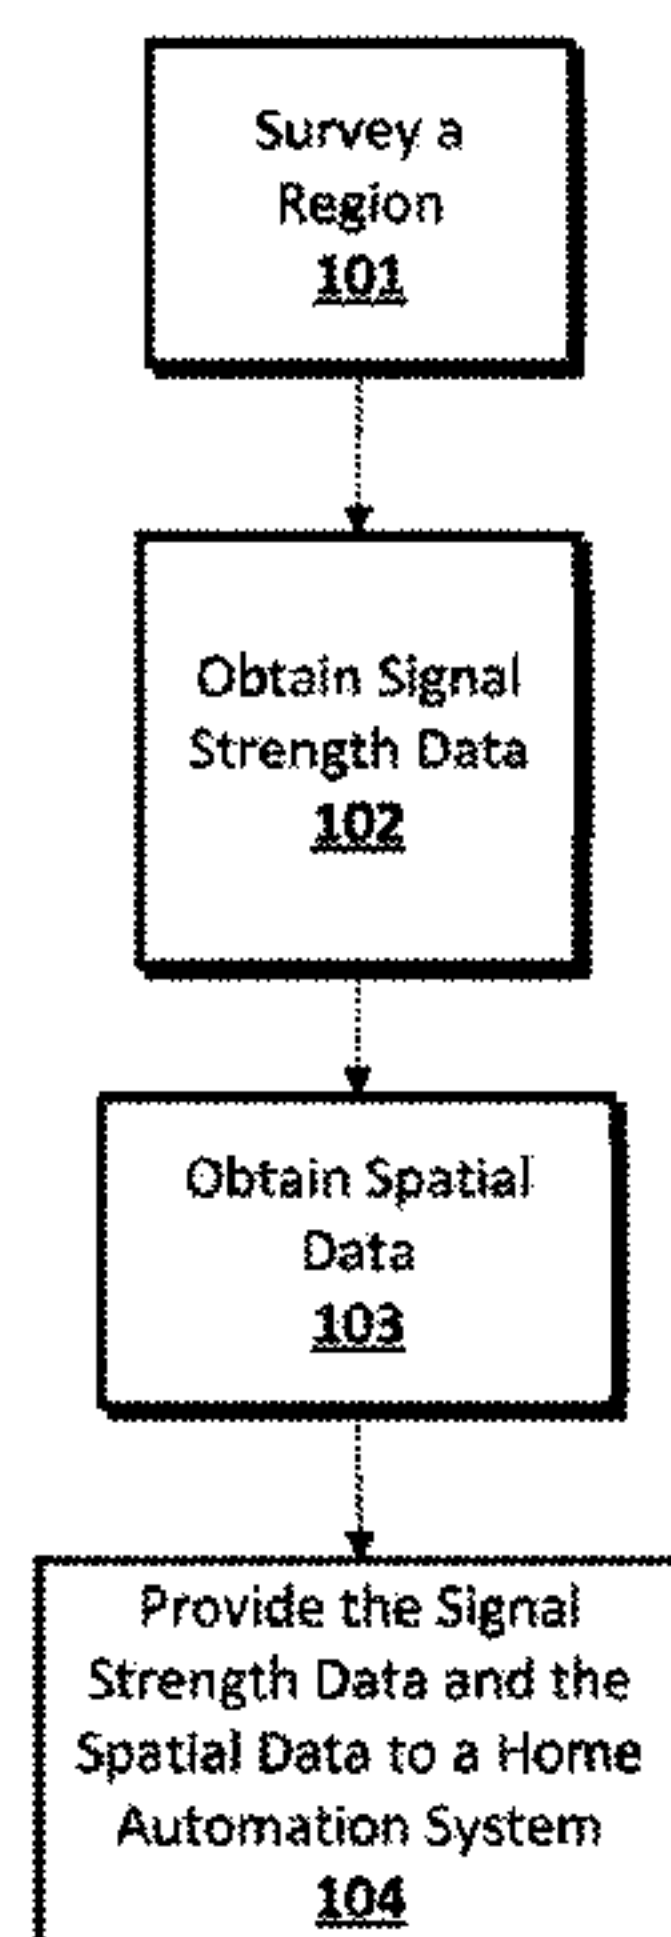 Survey a
Region
101
Obtain Signal
Strength Data
102
Obtain Spatial
Data
103
Provide the Signal
Strength Data and the
Spatial Data to a Home
Automation System
104